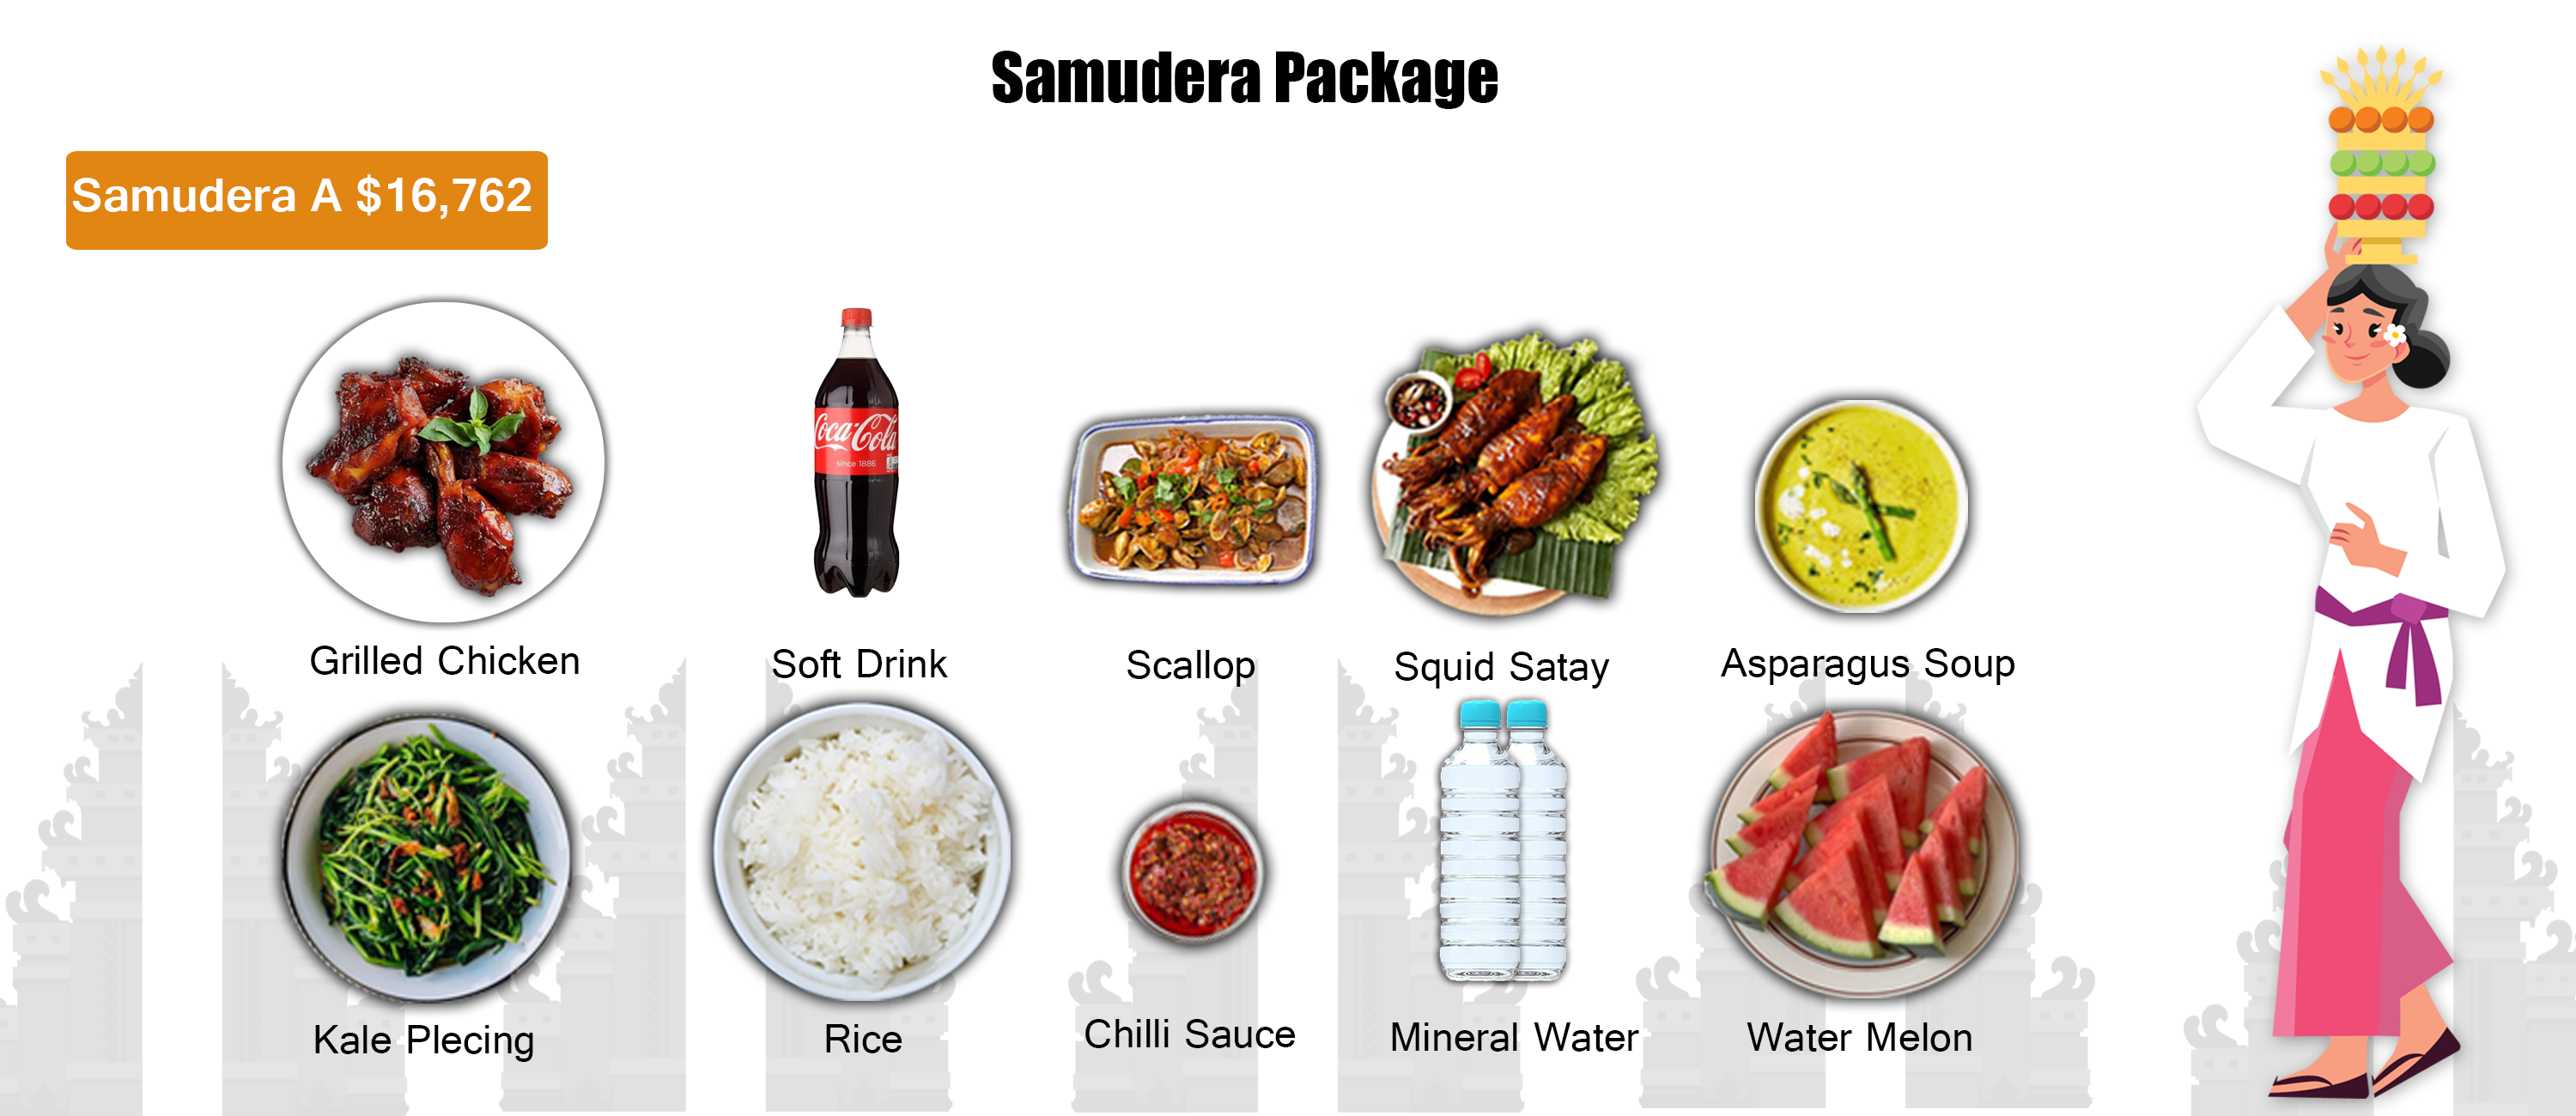 Samudera Package
Samudera A $16,762
Coca-Cola
since 1886
Grilled Chicken
Soft Drink
Scallop
Squid Satay
Asparagus Soup
Kale Plecing
Rice
Chilli Sauce
Mineral Water
Water Melon